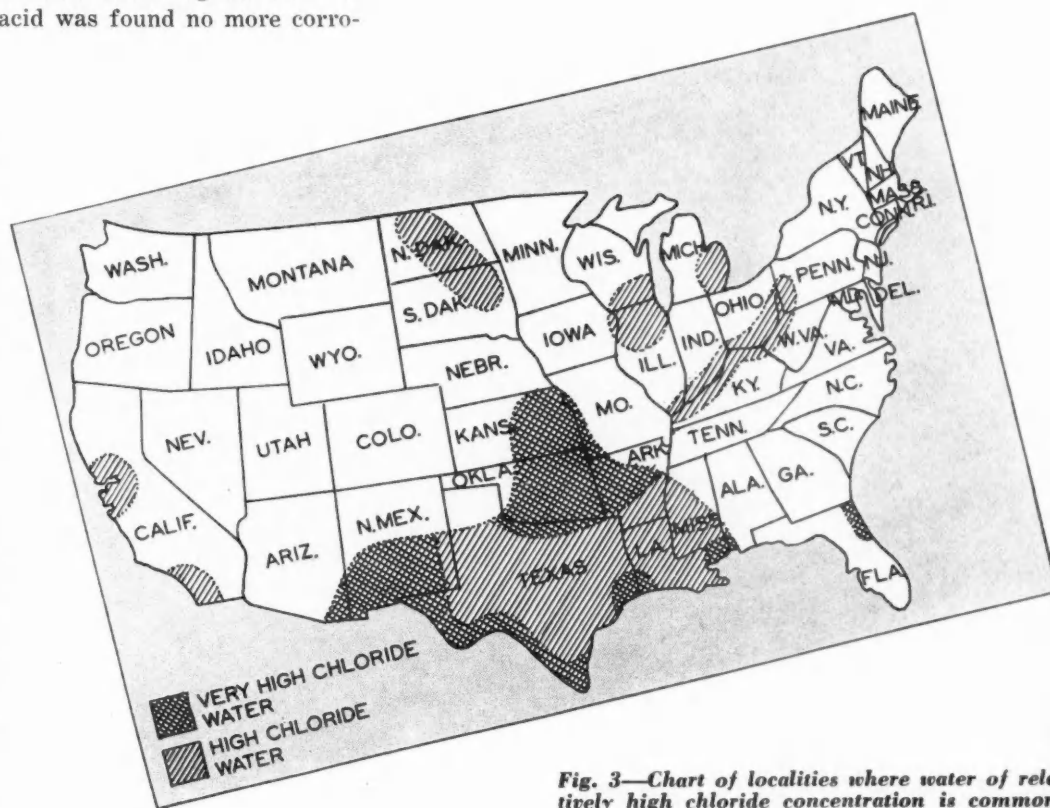 acid was found no more corro-
MAINE
VT.
N.H.
MASS.
CONN. R.I.
N.Y.
WASH.
MONTANA
N. DAK.
MINN.
WIS.
MICH.
PENN.
N.J.
OREGON
IDAHO
S. DAK.
OHIO
MD.
DEL.
WYO.
IOWA
IND.
W.VA.
VA.
NEBR.
ILL.
KY.
NEV.
UTAH
COLO.
KANS.
MO.
N.C.
TENN.
S.C.
OKLA.
ARK.
CALIF.
ALA.
GA.
N.MEX.
ARIZ.
MISS.
TEXAS
LA.
FLA.
VERY HIGH CHLORIDE
WATER
HIGH CHLORIDE
WATER
Fig. 3—Chart of localities where water of rela-
tively high chloride concentration is common